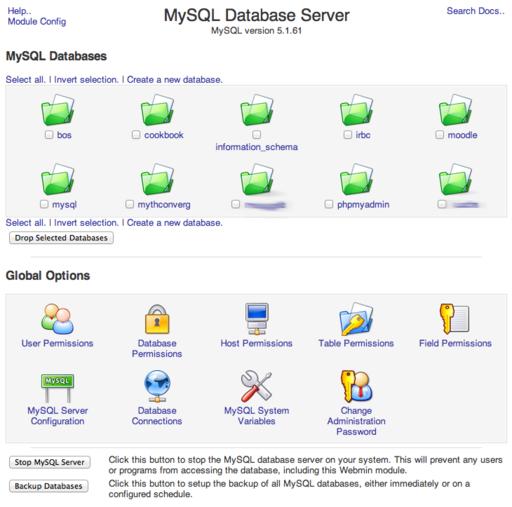 Help..
Module Config
MySQL Database Server
MySQL version 5.1.61
Search Docs..
MySQL Databases
Select all. | Invert selection. | Create a new database.
bos
cookbook
information_schema
irbc
moodle
mysql
mythconverg
phpmyadmin
Select all. | Invert selection. | Create a new database.
Drop Selected Databases
Global Options
User Permissions
Database
Permissions
Host Permissions
Table Permissions
Field Permissions
MySQL
MySQL Server
Configuration
Database
Connections
MySQL System
Variables
Change
Administration
Password
Stop MySQL Server
Click this button to stop the MySQL database server on your system. This will prevent any users
or programs from accessing the database, including this Webmin module.
Backup Databases
Click this button to setup the backup of all MySQL databases, either immediately or on a
configured schedule.